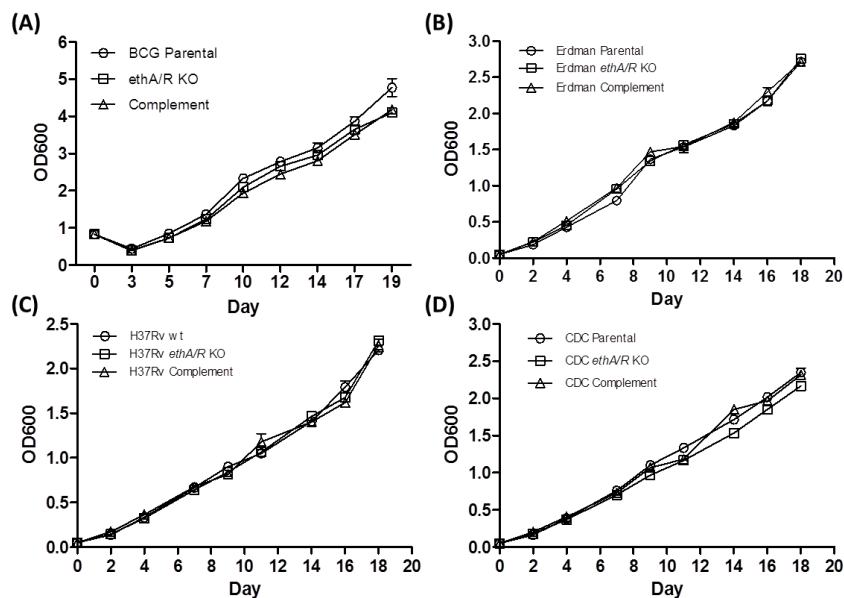 (A)
BCG Parental
ethA/R KO
Complement
OD600
6
5
4
3
2
1
0
0 3 5 7 10 12 14 17 19
Day
(B)
Erdman Parental
Erdman ethA/R KO
Erdman Complement
OD600
3.0
2.5
2.0
1.5
1.0
0.5
0.0
0 2 4 6 8 10 12 14 16 18 20
Day
(C)
H37Rv wt
H37Rv ethA/R KO
H37Rv Complement
OD600
2.5
2.0
1.5
1.0
0.5
0.0
0 2 4 6 8 10 12 14 16 18 20
Day
(D)
CDC Parental
CDC ethA/R KO
CDC Complement
OD600
3.0
2.5
2.0
1.5
1.0
0.5
0.0
0 2 4 6 8 10 12 14 16 18 20
Day